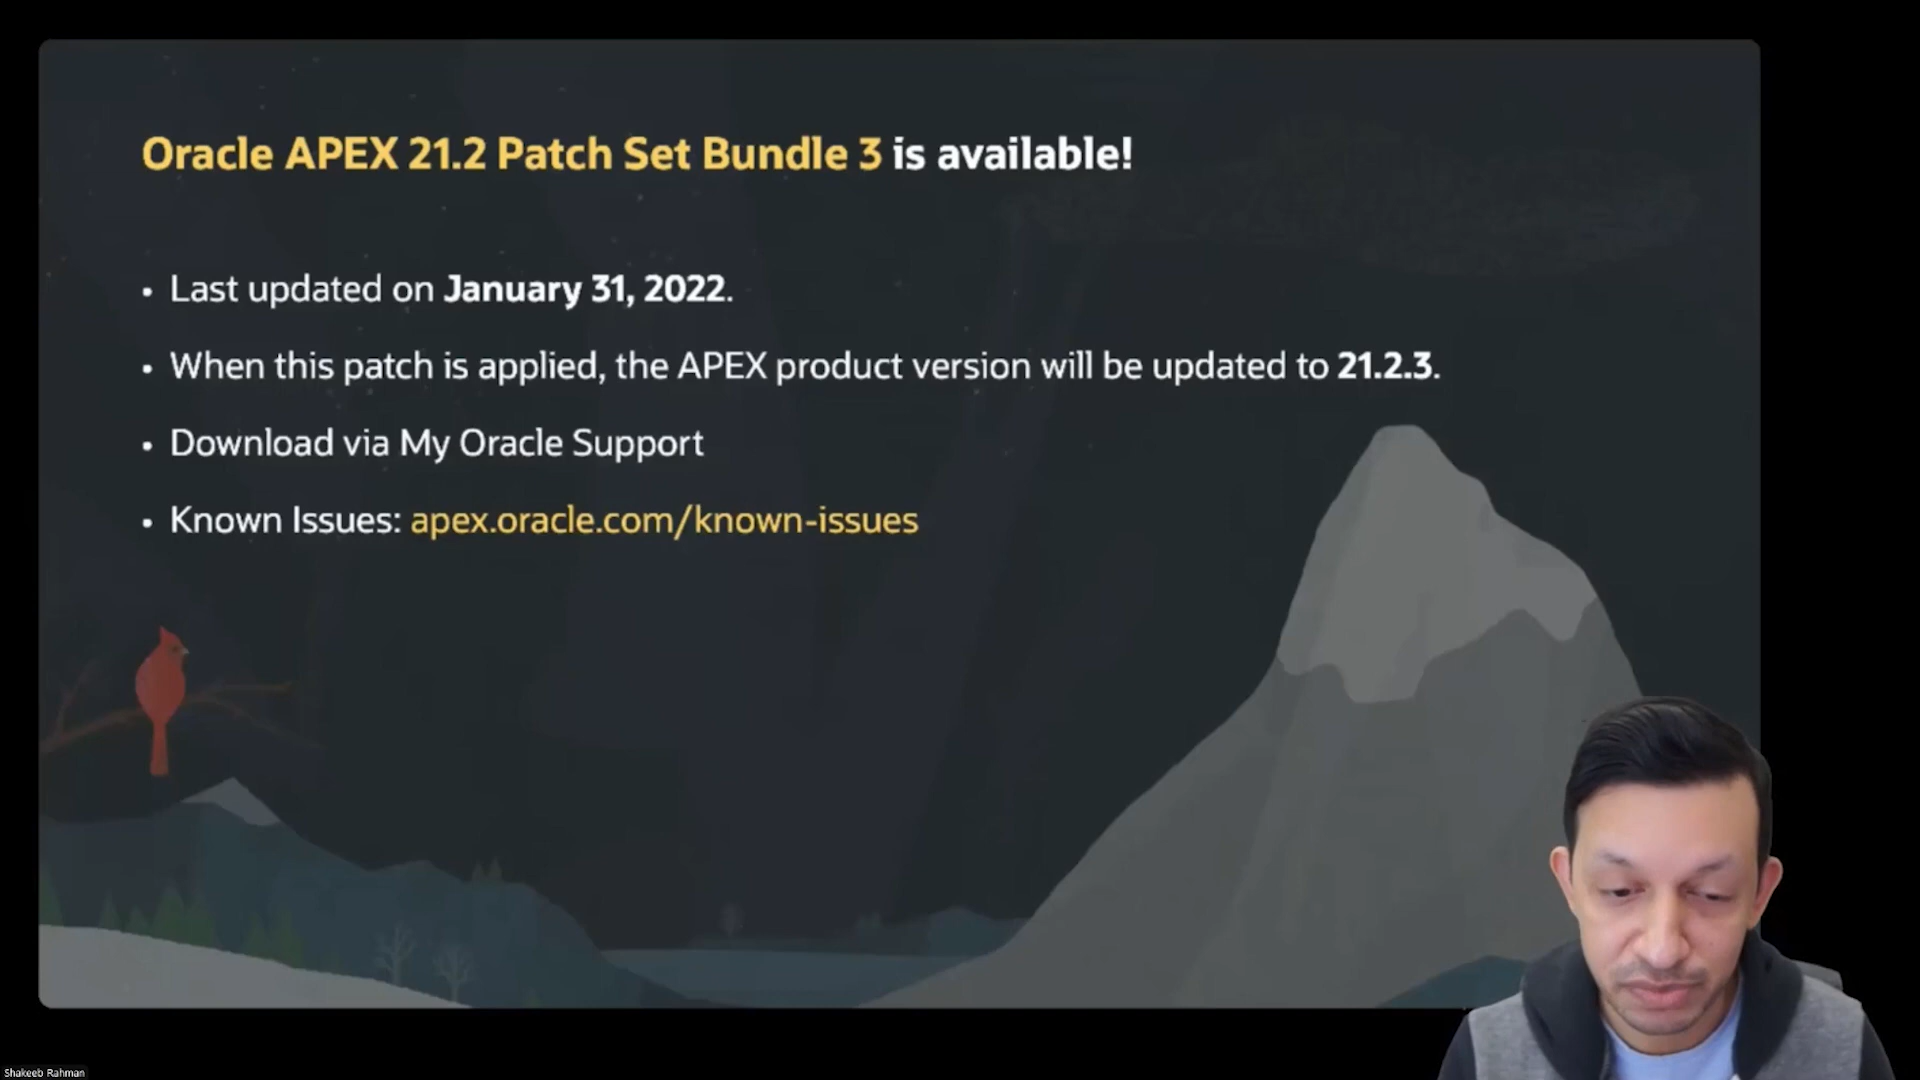 Oracle APEX 21.2 Patch Set Bundle 3 is available!
• Last updated on January 31, 2022.
• When this patch is applied, the APEX product version will be updated to 21.2.3.
• Download via My Oracle Support
• Known Issues: apex.oracle.com/known-issues
Shakeeb Rahman